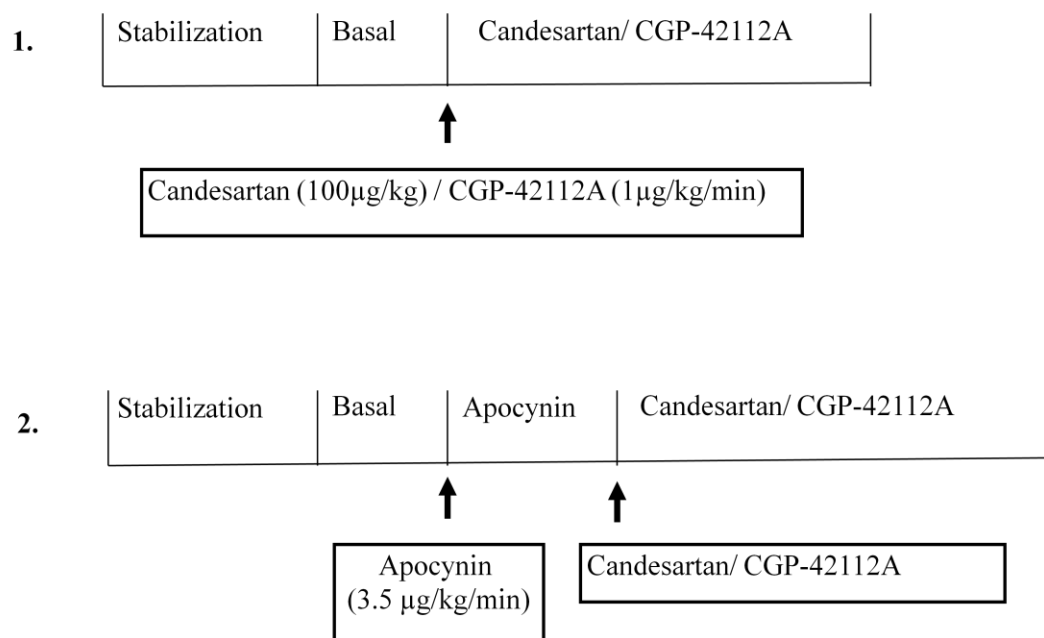 1.
Stabilization
Basal
Candesartan/ CGP-42112A
Candesartan (100µg/kg) / CGP-42112A (1µg/kg/min)
2.
Stabilization
Basal
Apocynin
Candesartan/ CGP-42112A
Apocynin
(3.5 µg/kg/min)
Candesartan/ CGP-42112A